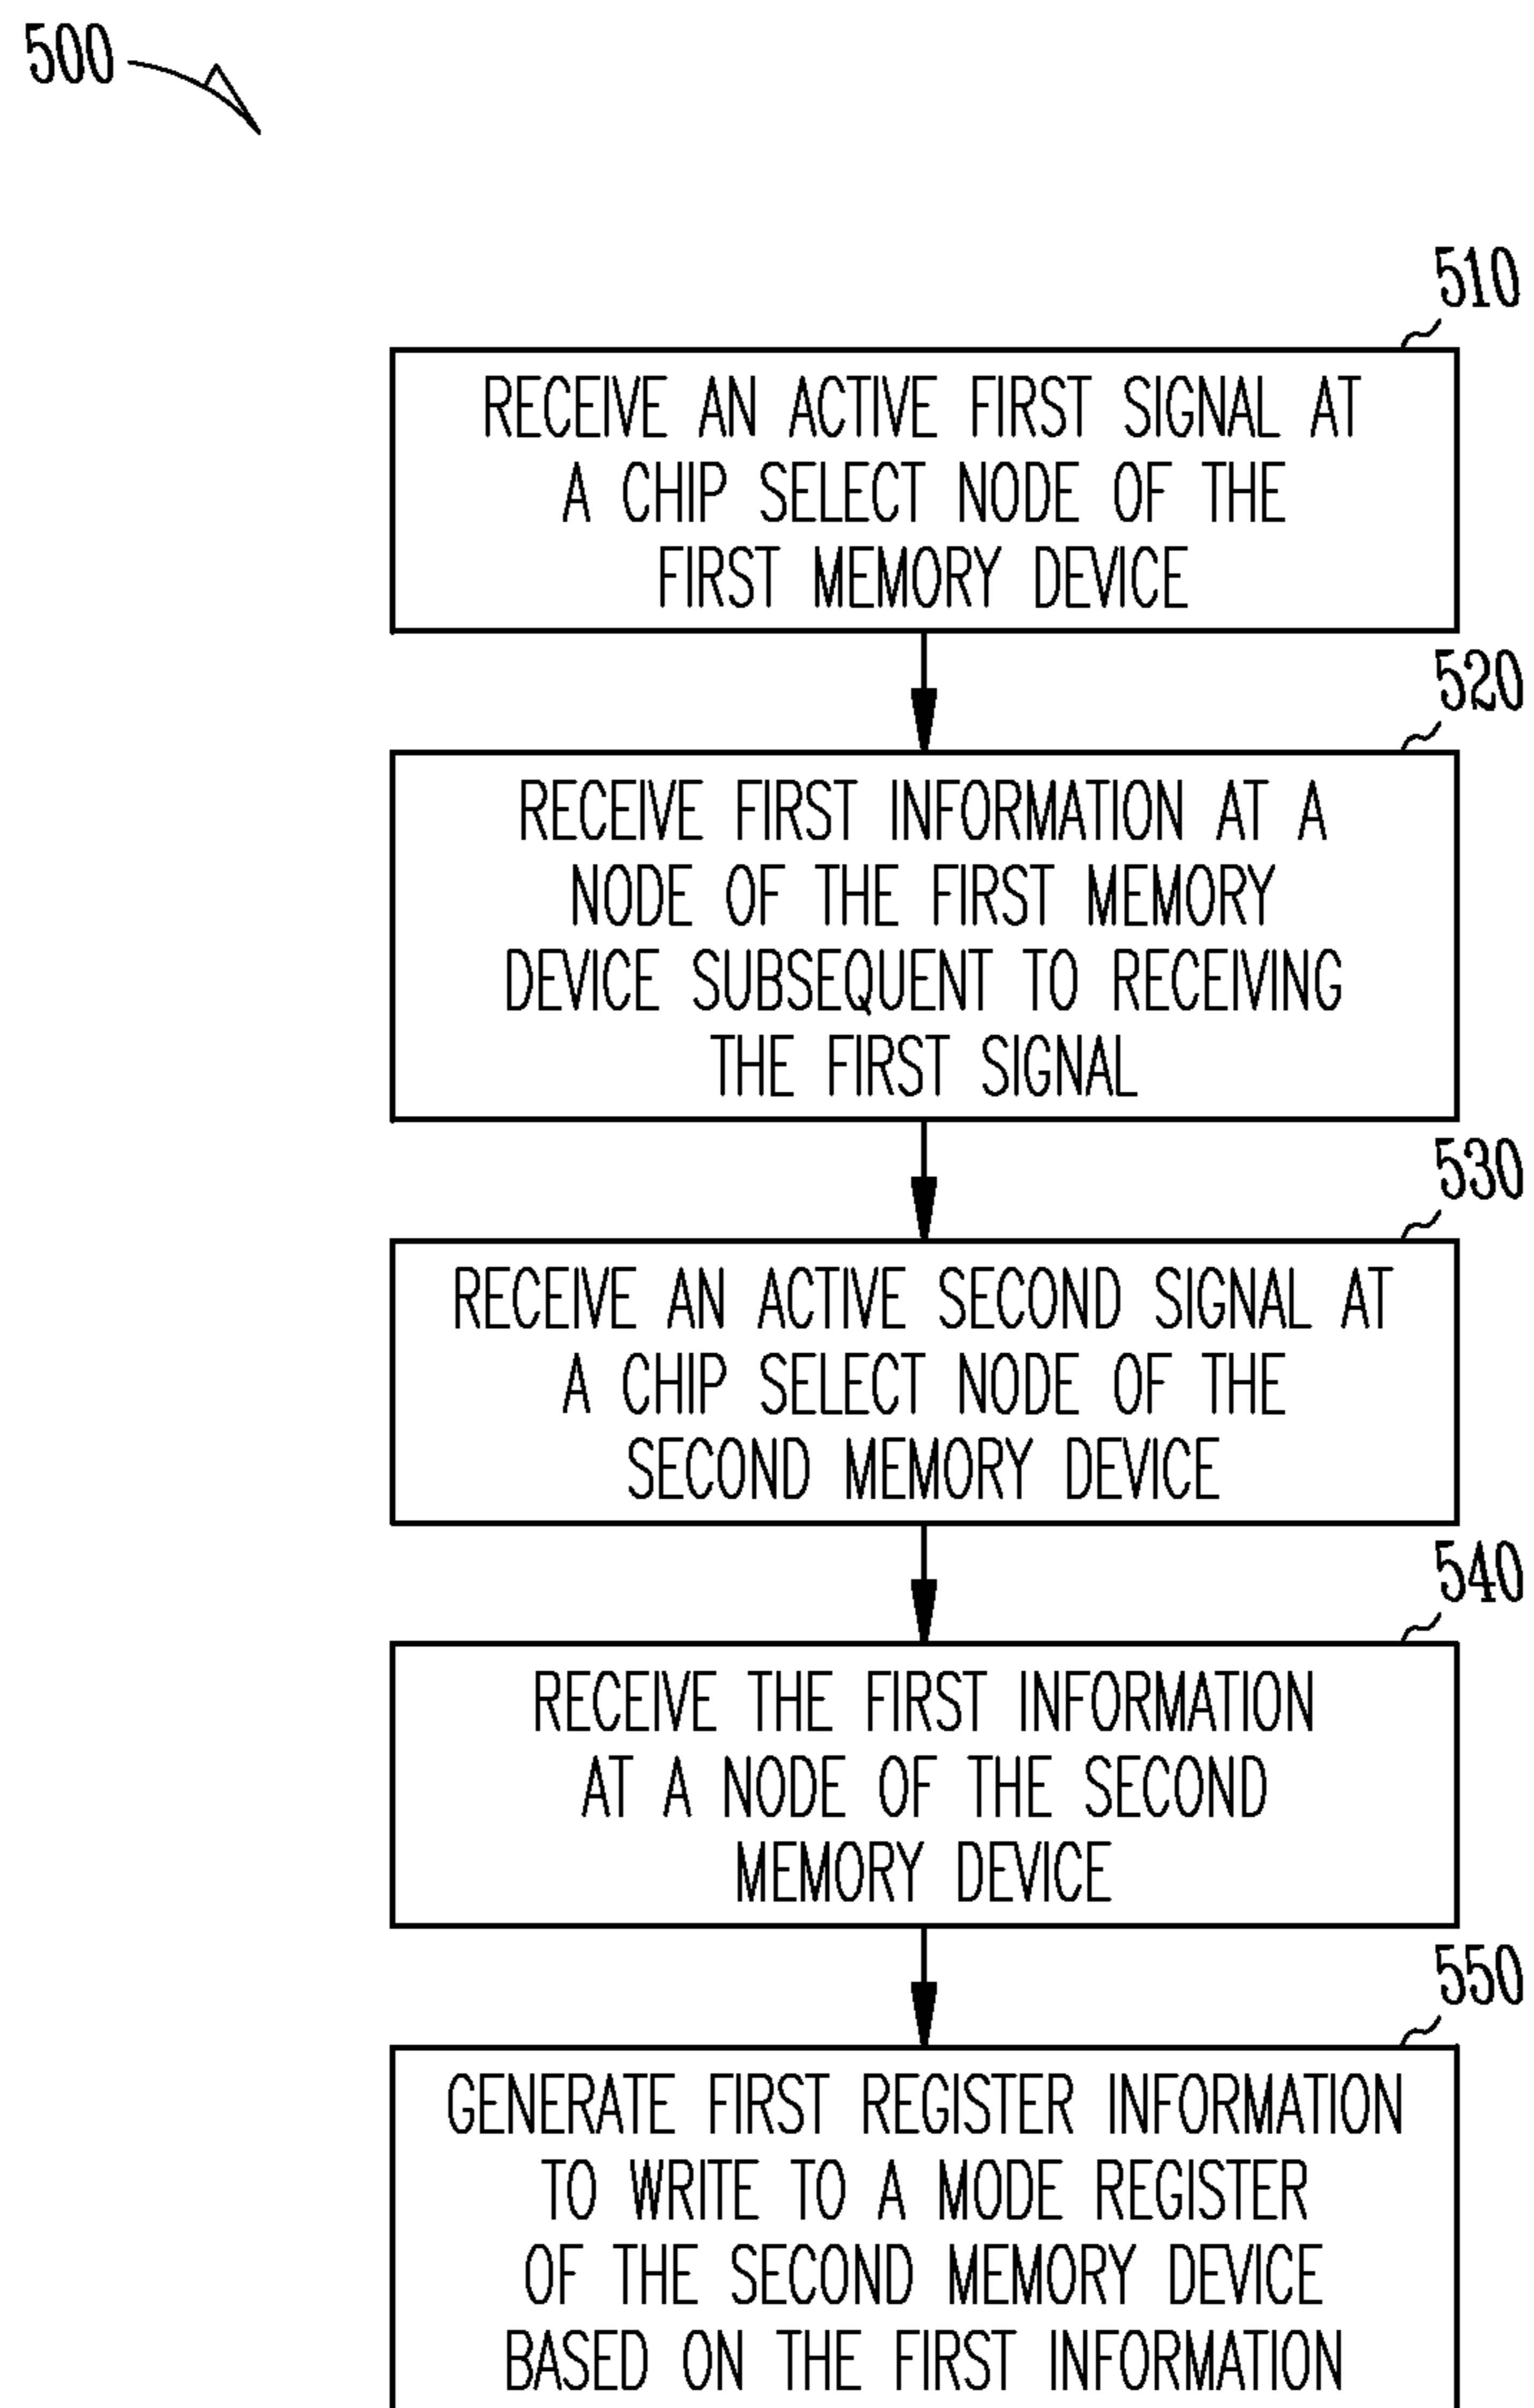 500
510
RECEIVE AN ACTIVE FIRST SIGNAL AT
A CHIP SELECT NODE OF THE
FIRST MEMORY DEVICE
520
RECEIVE FIRST INFORMATION AT A
NODE OF THE FIRST MEMORY
DEVICE SUBSEQUENT TO RECEIVING
THE FIRST SIGNAL
530
RECEIVE AN ACTIVE SECOND SIGNAL AT
A CHIP SELECT NODE OF THE
SECOND MEMORY DEVICE
540
RECEIVE THE FIRST INFORMATION
AT A NODE OF THE SECOND
MEMORY DEVICE
550
GENERATE FIRST REGISTER INFORMATION
TO WRITE TO A MODE REGISTER
OF THE SECOND MEMORY DEVICE
BASED ON THE FIRST INFORMATION